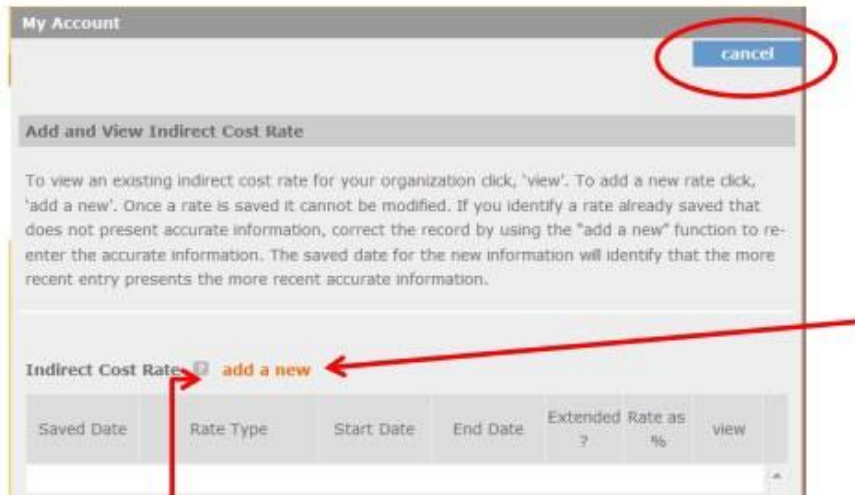 My Account
cancel
Add and View Indirect Cost Rate
To view an existing indirect cost rate for your organization click, 'view'. To add a new rate click,
'add a new'. Once a rate is saved it cannot be modified. If you identify a rate already saved that
does not present accurate information, correct the record by using the "add a new" function to re-
enter the accurate information. The saved date for the new information will identify that the more
recent entry presents the more recent accurate information.
Indirect Cost Rate ? add a new
Saved Date Rate Type Start Date End Date Extended ? Rate as % view